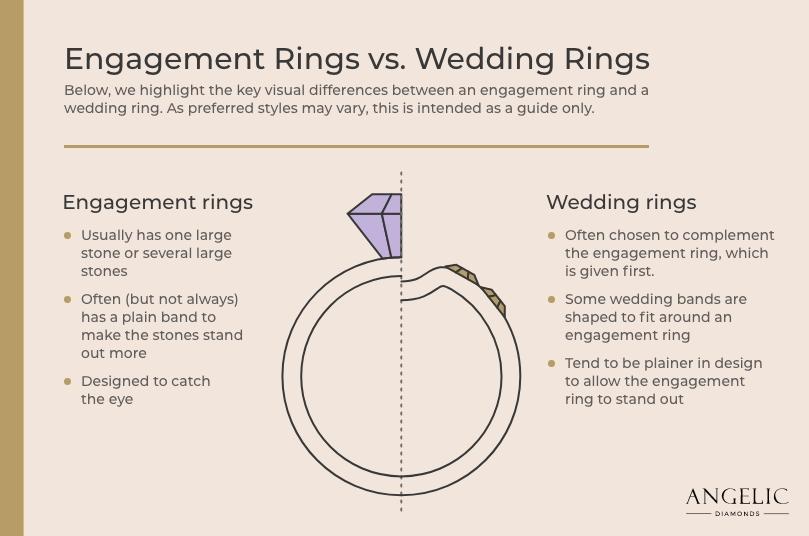 Engagement Rings vs. Wedding Rings
Below, we highlight the key visual differences between an engagement ring and a
wedding ring. As preferred styles may vary, this is intended as a guide only.
Engagement rings
Usually has one large
stone or several large
stones
Often (but not always)
has a plain band to
make the stones stand
out more
Designed to catch
the eye
Wedding rings
Often chosen to complement
the engagement ring, which
is given first.
Some wedding bands are
shaped to fit around an
engagement ring
Tend to be plainer in design
to allow the engagement
ring to stand out
ANGELIC
DIAMONDS